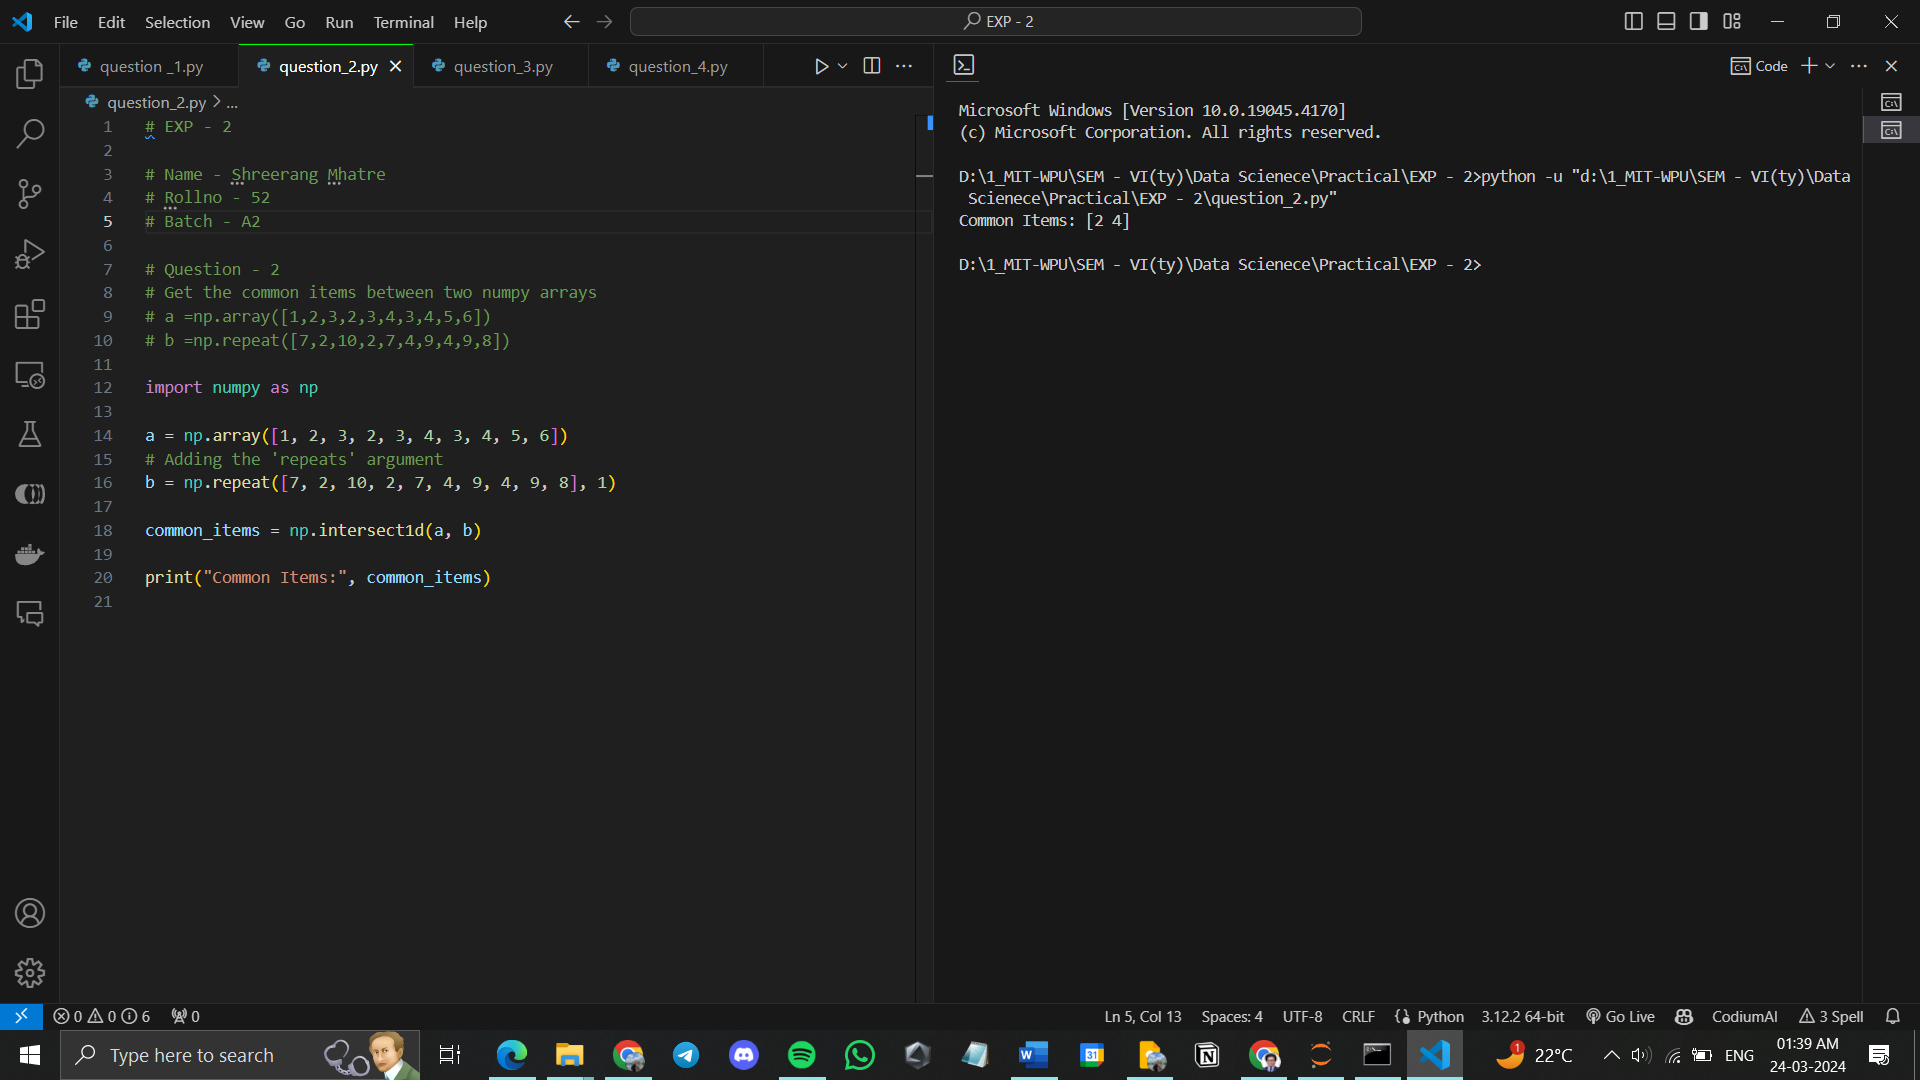 File Edit Selection View Go Run Terminal Help
EXP - 2
question _1.py
question_2.py
question_3.py
question_4.py
Code
question_2.py > ...
1 # EXP - 2
2
3 # Name - Shreerang Mhatre
4 # Rollno - 52
5 # Batch - A2
6
7 # Question - 2
8 # Get the common items between two numpy arrays
9 # a =np.array([1,2,3,2,3,4,3,4,5,6])
10 # b =np.repeat([7,2,10,2,7,4,9,4,9,8])
11
12 import numpy as np
13
14 a = np.array([1, 2, 3, 2, 3, 4, 3, 4, 5, 6])
15 # Adding the 'repeats' argument
16 b = np.repeat([7, 2, 10, 2, 7, 4, 9, 4, 9, 8], 1)
17
18 common_items = np.intersect1d(a, b)
19
20 print("Common Items:", common_items)
21
Microsoft Windows [Version 10.0.19045.4170]
(c) Microsoft Corporation. All rights reserved.
D:\1_MIT-WPU\SEM - VI(ty)\Data Scienece\Practical\EXP - 2>python -u "d:\1_MIT-WPU\SEM - VI(ty)\Data
Scienece\Practical\EXP - 2\question_2.py"
Common Items: [2 4]
D:\1_MIT-WPU\SEM - VI(ty)\Data Scienece\Practical\EXP - 2>
0 0 6 0
Ln 5, Col 13 Spaces: 4 UTF-8 CRLF Python 3.12.2 64-bit Go Live CodiumAI 3 Spell
Type here to search
1 22°C ENG
01:39 AM
24-03-2024